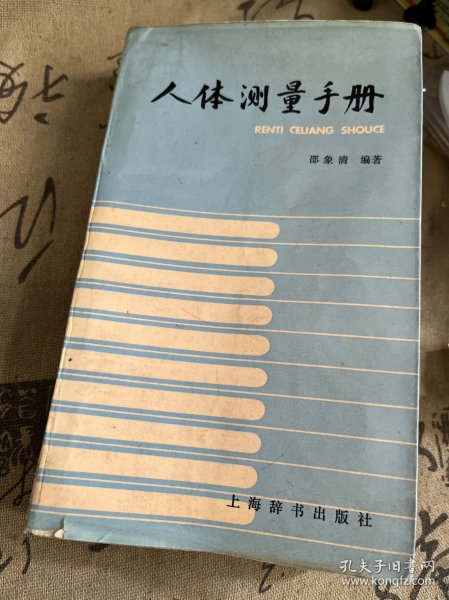 人体测量手册
RENTI CELIANG SHOUCE
邵象清 编著
上海辞书出版社
孔夫子旧书网
www.kongfz.com